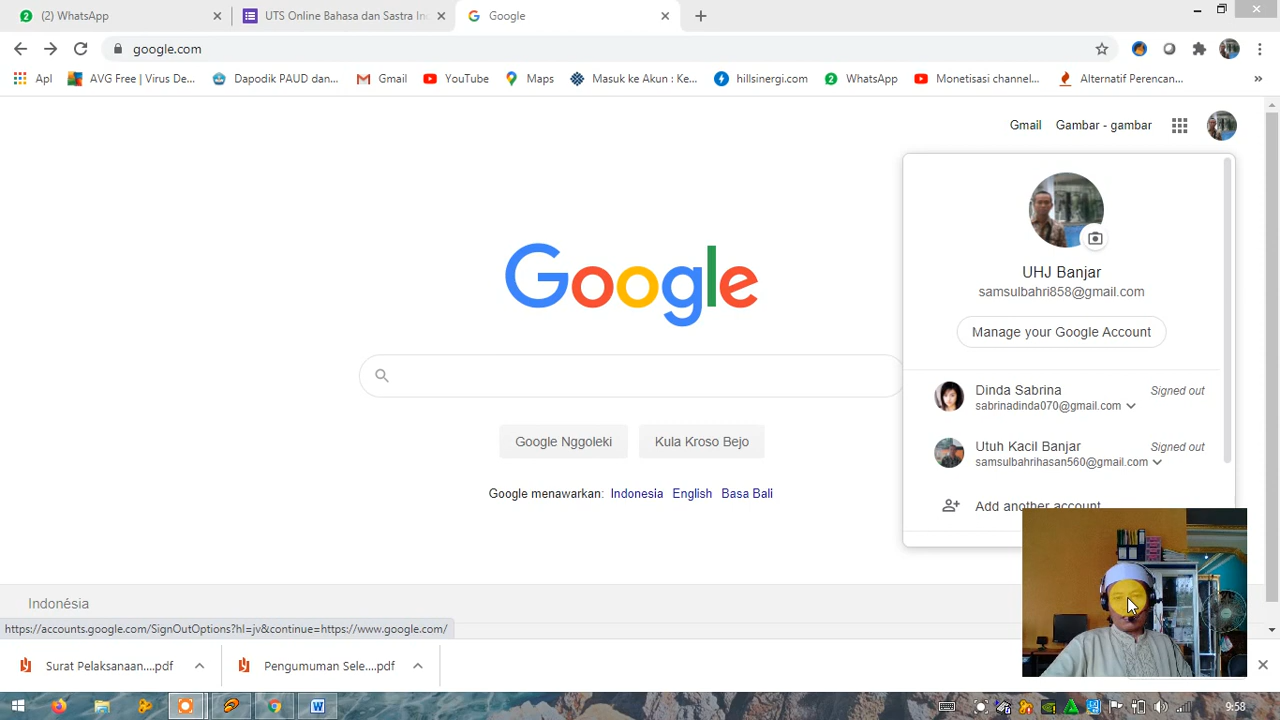 (2) WhatsApp
UTS Online Bahasa dan Sastra Ind
Google
google.com
Apl
AVG Free | Virus De...
Dapodik PAUD dan...
Gmail
YouTube
Maps
Masuk ke Akun : Ke...
hillsinergi.com
WhatsApp
Monetisasi channel...
Alternatif Perencan...
»
Gmail
Gambar - gambar
UHJ Banjar
samsulbahri858@gmail.com
Manage your Google Account
Google
Dinda Sabrina
Signed out
sabrinadinda070@gmail.com
Google Nggoleki
Kula Kroso Bejo
Utuh Kacil Banjar
Signed out
samsulbahrihasan560@gmail.com
Google menawarkan: Indonesia English Basa Bali
Add another account
Indonésia
https://accounts.google.com/SignOutOptions?hl=jv&continue=https://www.google.com/
Surat Pelaksanaan....pdf
Pengumuman Sele....pdf
9:58